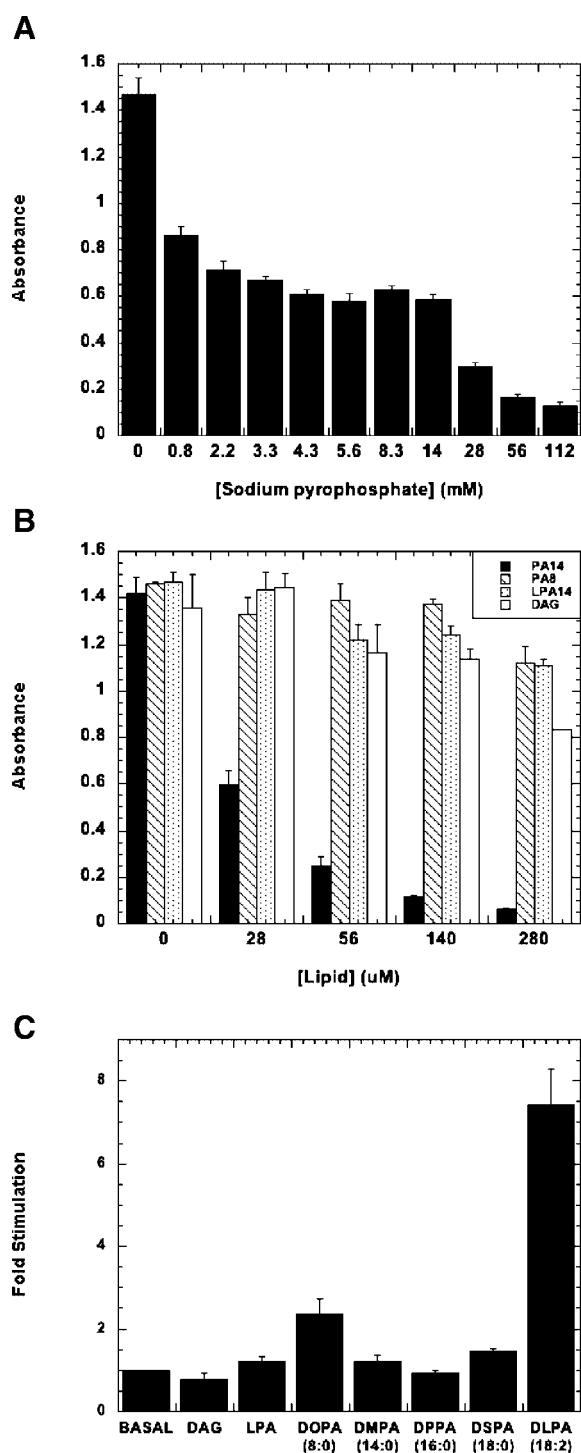 A
1.6
1.4
1.2
1
0.8
0.6
0.4
0.2
0
Absorbance
0 0.8 2.2 3.3 4.3 5.6 8.3 14 28 56 112
[Sodium pyrophosphate] (mM)
B
1.6
1.4
1.2
1
0.8
0.6
0.4
0.2
0
Absorbance
PA14
PA8
LPA14
DAG
0 28 56 140 280
[Lipid] (uM)
C
8
6
4
2
0
Fold Stimulation
BASAL DAG LPA DOPA DMPA DPPA DSPA DLPA
(8:0) (14:0) (16:0) (18:0) (18:2)